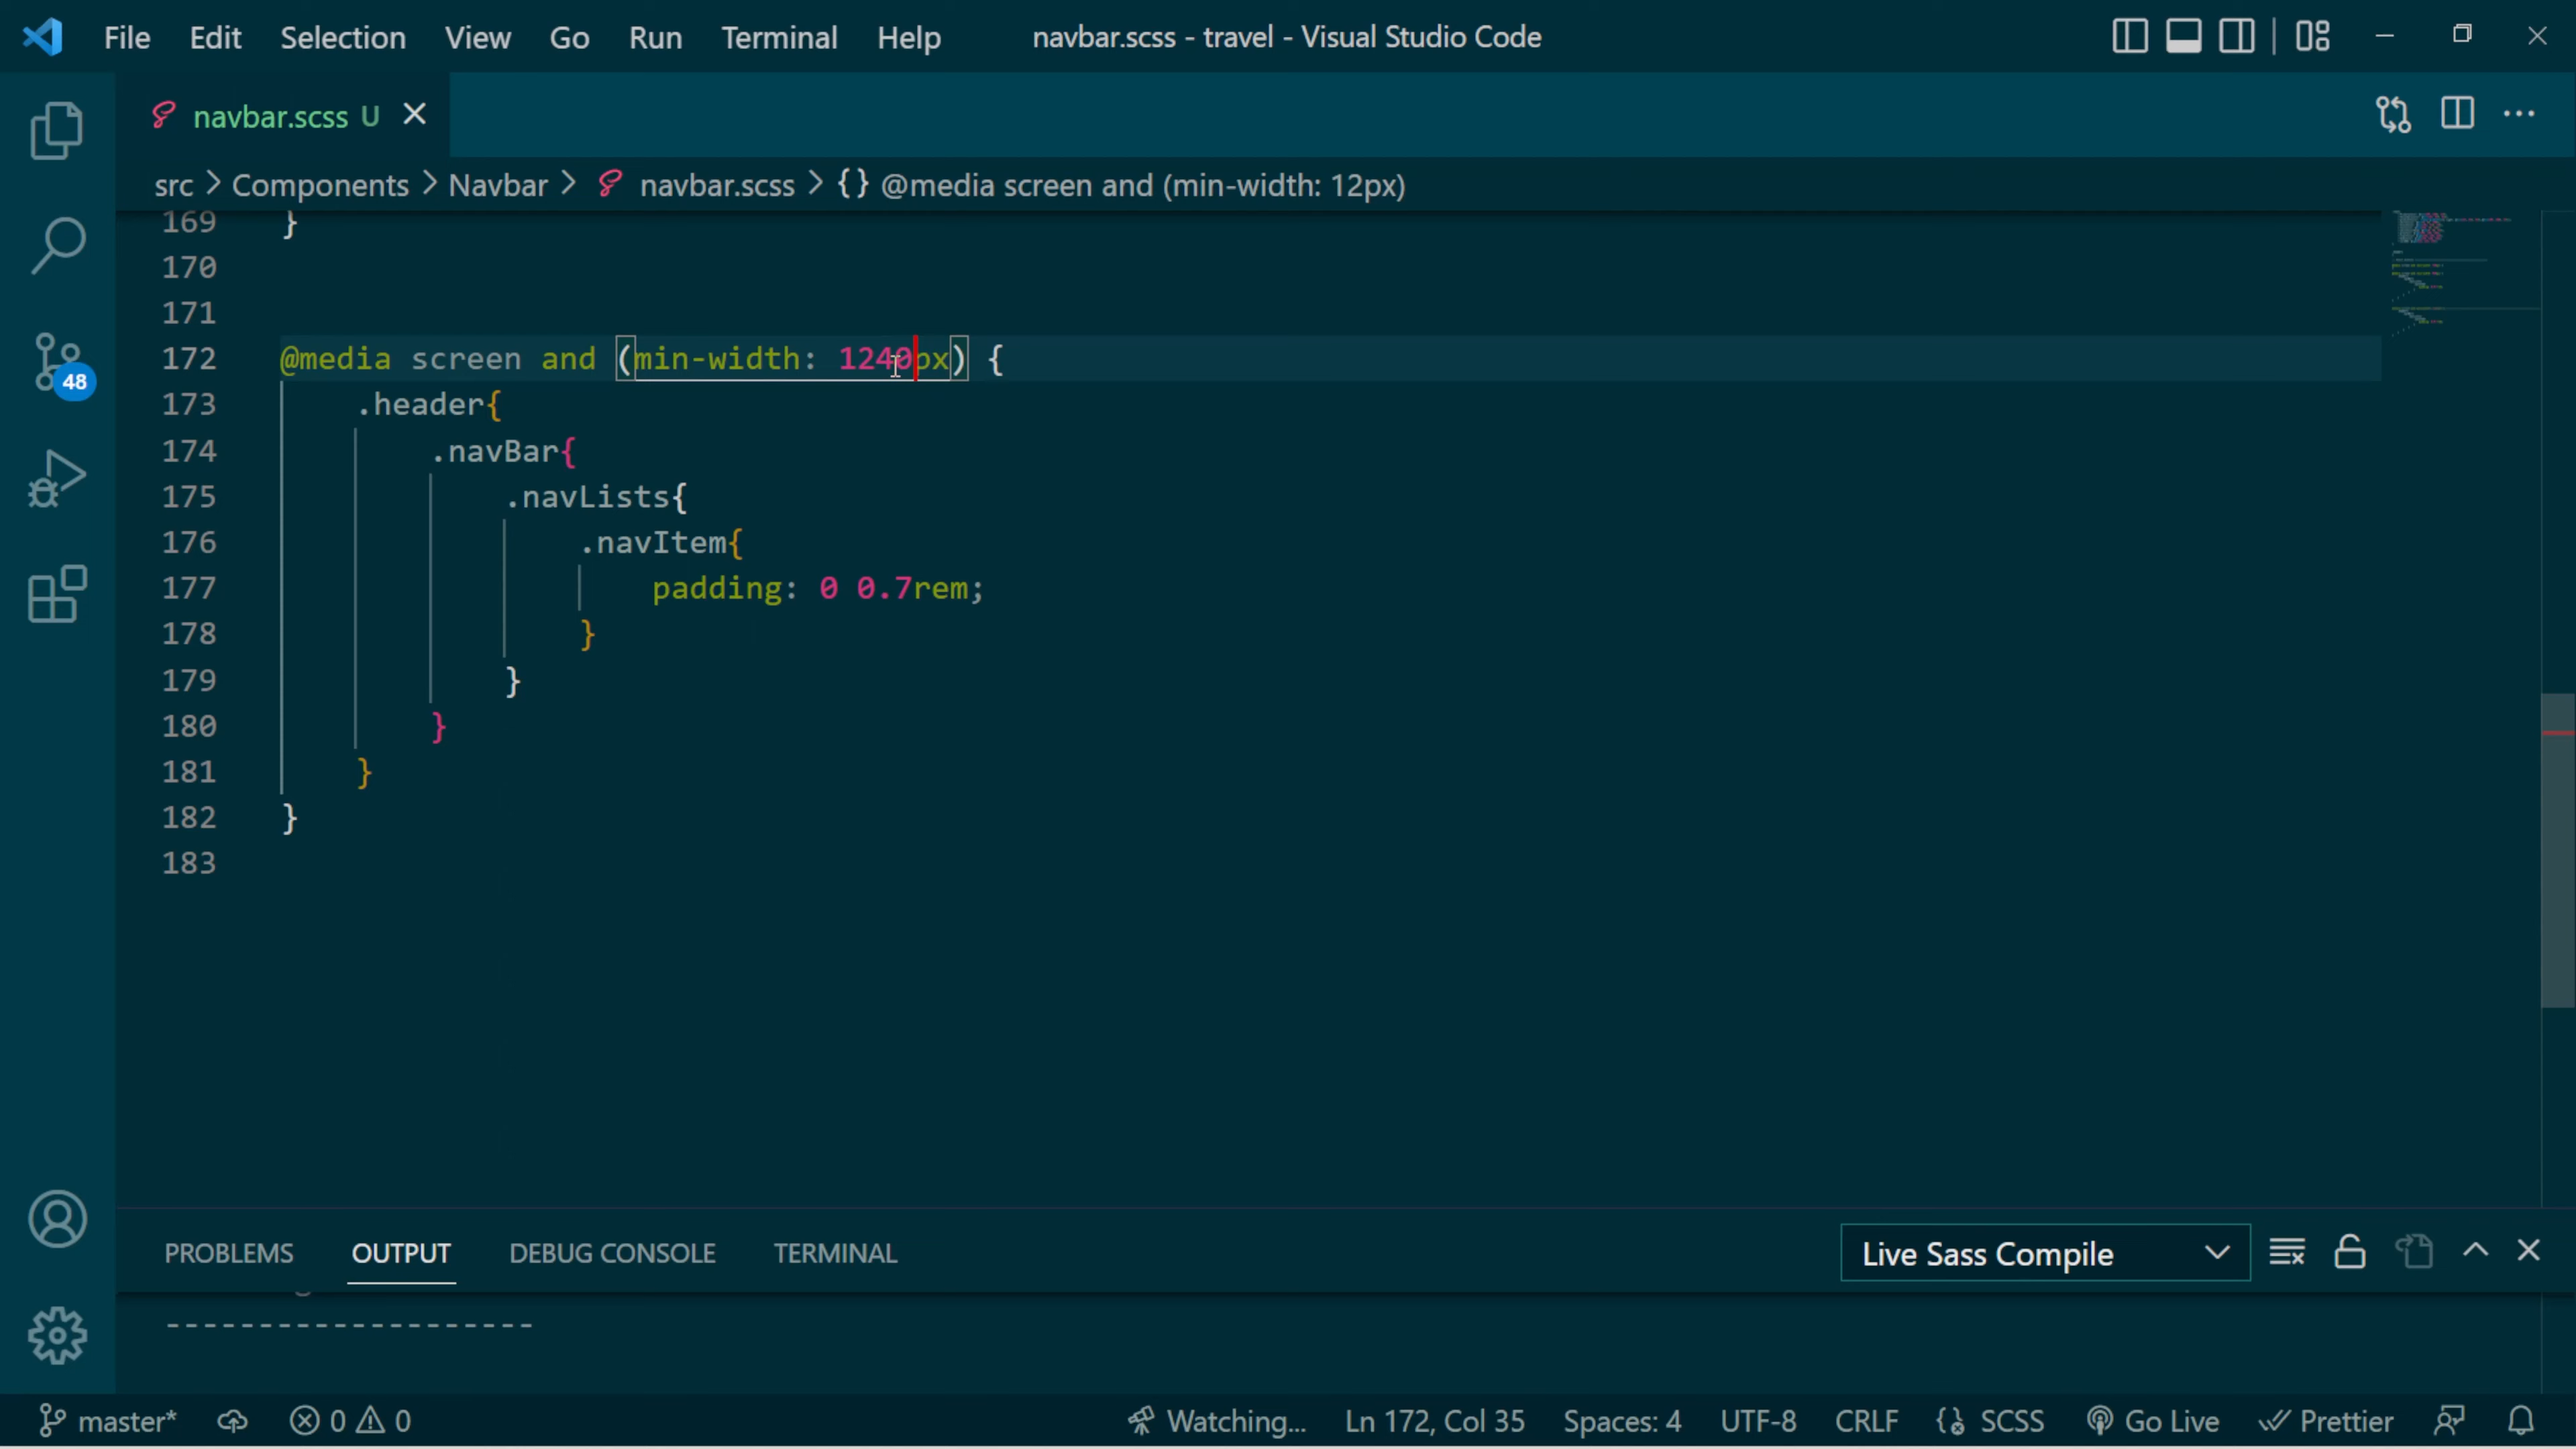 File Edit Selection View Go Run Terminal Help navbar.scss - travel - Visual Studio Code
navbar.scss U
src > Components > Navbar > navbar.scss > {} @media screen and (min-width: 12px)
169 }
170
171
172 @media screen and (min-width: 1240px) {
173 .header{
174 .navBar{
175 .navLists{
176 .navItem{
177 padding: 0 0.7rem;
178 }
179 }
180 }
181 }
182 }
183
48
PROBLEMS OUTPUT DEBUG CONSOLE TERMINAL Live Sass Compile
--------------------
master* 0 0 Watching... Ln 172, Col 35 Spaces: 4 UTF-8 CRLF SCSS Go Live Prettier